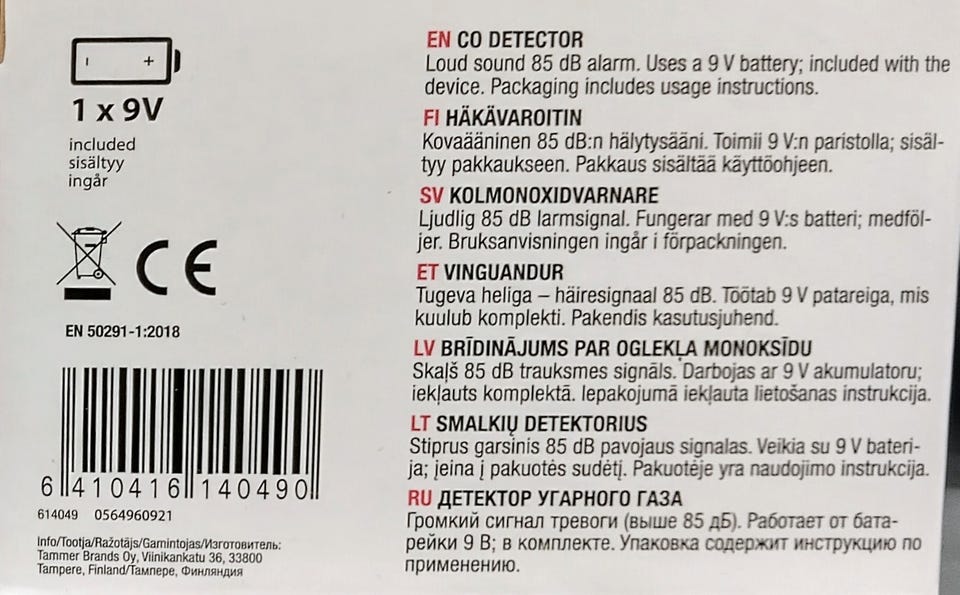 - +
1 x 9V
included
sisältyy
ingår
CE
EN 50291-1:2018
6 410416 140490
614049 0564960921
Info/Tootja/Ražotājs/Gamintojas/Изготовитель:
Tammer Brands Oy, Viinikankatu 36, 33800
Tampere, Finland/Тампере, Финляндия
EN CO DETECTOR
Loud sound 85 dB alarm. Uses a 9 V battery; included with the
device. Packaging includes usage instructions.
FI HÄKÄVAROITIN
Kovaääninen 85 dB:n hälytysääni. Toimii 9 V:n paristolla; sisäl-
tyy pakkaukseen. Pakkaus sisältää käyttöohjeen.
SV KOLMONOXIDVARNARE
Ljudlig 85 dB larmsignal. Fungerar med 9 V:s batteri; medföl-
jer. Bruksanvisningen ingår i förpackningen.
ET VINGUANDUR
Tugeva heliga – häiresignaal 85 dB. Töötab 9 V patareiga, mis
kuulub komplekti. Pakendis kasutusjuhend.
LV BRĪDINĀJUMS PAR OGLEKĻA MONOKSĪDU
Skaļš 85 dB trauksmes signāls. Darbojas ar 9 V akumulatoru;
iekļauts komplektā. Iepakojumā iekļauta lietošanas instrukcija.
LT SMALKIŲ DETEKTORIUS
Stiprus garsinis 85 dB pavojaus signalas. Veikia su 9 V bateri-
ja; įeina į pakuotės sudėtį. Pakuotėje yra naudojimo instrukcija.
RU ДЕТЕКТОР УГАРНОГО ГАЗА
Громкий сигнал тревоги (выше 85 дБ). Работает от бата-
рейки 9 В; в комплекте. Упаковка содержит инструкцию по
применению.